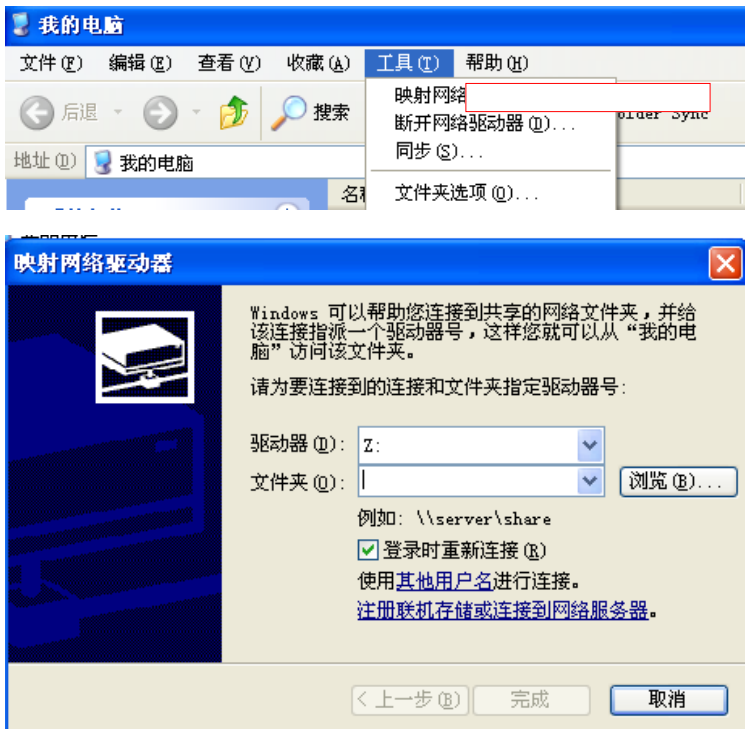 我的电脑
文件(F) 编辑(E) 查看(V) 收藏(A) 工具(T) 帮助(H)
后退 搜索
映射网络
断开网络驱动器(D)...
older Sync
同步(S)...
地址(D) 我的电脑
文件夹选项(O)...
映射网络驱动器
Windows 可以帮助您连接到共享的网络文件夹，并给
该连接指派一个驱动器号，这样您就可以从“我的电
脑”访问该文件夹。
请为要连接到的连接和文件夹指定驱动器号:
驱动器(D): Z:
文件夹(O): 浏览(B)...
例如: \\server\share
登录时重新连接(R)
使用其他用户名进行连接。
注册联机存储或连接到网络服务器。
< 上一步(B) 完成 取消